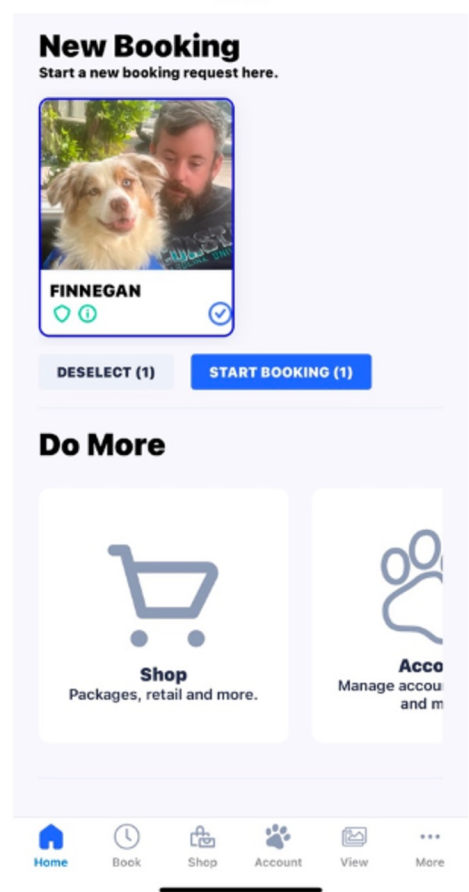 New Booking
Start a new booking request here.
FINNEGAN
DESELECT (1)
START BOOKING (1)
Do More
Shop
Packages, retail and more.
Acco
Manage accou
and m
Home
Book
Shop
Account
View
More